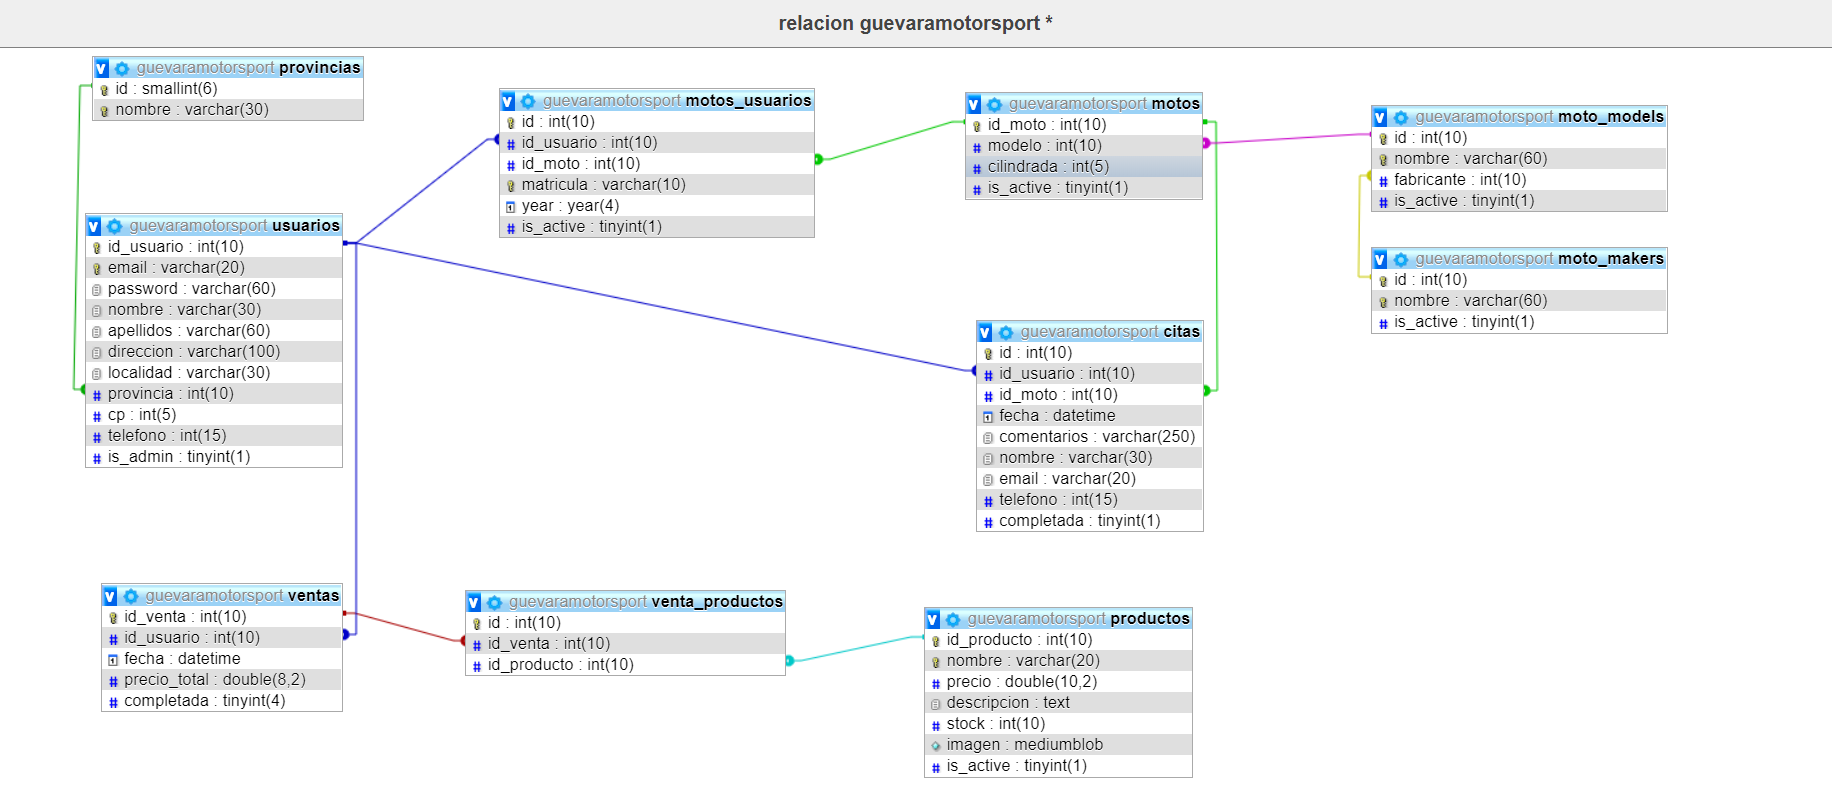 relacion guevaramotorsport *
guevaramotorsport provincias
id : smallint(6)
nombre : varchar(30)
guevaramotorsport motos_usuarios
id : int(10)
id_usuario : int(10)
id_moto : int(10)
matricula : varchar(10)
year : year(4)
is_active : tinyint(1)
guevaramotorsport motos
id_moto : int(10)
modelo : int(10)
cilindrada : int(5)
is_active : tinyint(1)
guevaramotorsport moto_models
id : int(10)
nombre : varchar(60)
fabricante : int(10)
is_active : tinyint(1)
guevaramotorsport usuarios
id_usuario : int(10)
email : varchar(20)
password : varchar(60)
nombre : varchar(30)
apellidos : varchar(60)
direccion : varchar(100)
localidad : varchar(30)
provincia : int(10)
cp : int(5)
telefono : int(15)
is_admin : tinyint(1)
guevaramotorsport moto_makers
id : int(10)
nombre : varchar(60)
is_active : tinyint(1)
guevaramotorsport citas
id : int(10)
id_usuario : int(10)
id_moto : int(10)
fecha : datetime
comentarios : varchar(250)
nombre : varchar(30)
email : varchar(20)
telefono : int(15)
completada : tinyint(1)
guevaramotorsport ventas
id_venta : int(10)
id_usuario : int(10)
fecha : datetime
precio_total : double(8,2)
completada : tinyint(4)
guevaramotorsport venta_productos
id : int(10)
id_venta : int(10)
id_producto : int(10)
guevaramotorsport productos
id_producto : int(10)
nombre : varchar(20)
precio : double(10,2)
descripcion : text
stock : int(10)
imagen : mediumblob
is_active : tinyint(1)